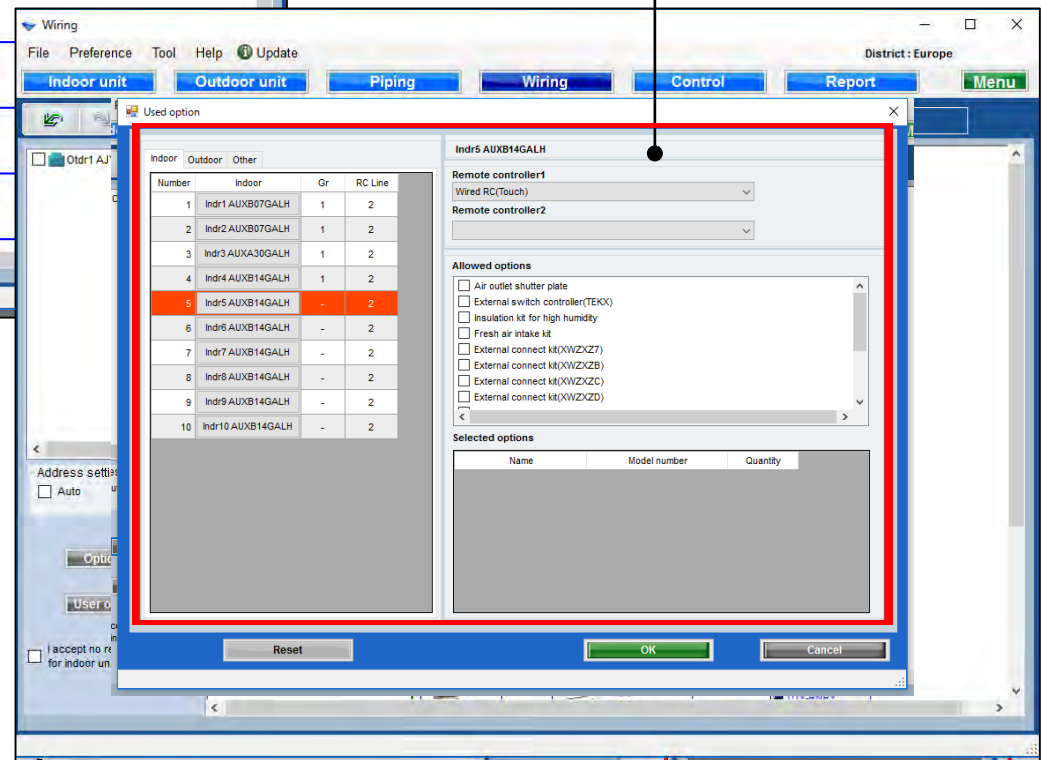 Wiring
File Preference Tool Help Update
District : Europe
Indoor unit Outdoor unit Piping Wiring Control Report Menu
Used option
Otdr1
Indoor Outdoor Other
Number Indoor Gr RC Line
1 Indr1 AUXB07GALH 1 2
2 Indr2 AUXB07GALH 1 2
3 Indr3 AUXA30GALH 1 2
4 Indr4 AUXB14GALH 1 2
5 Indr5 AUXB14GALH - 2
6 Indr6 AUXB14GALH - 2
7 Indr7 AUXB14GALH - 2
8 Indr8 AUXB14GALH - 2
9 Indr9 AUXB14GALH - 2
10 Indr10 AUXB14GALH - 2
Indr5 AUXB14GALH
Remote controller1
Wired RC(Touch)
Remote controller2
Allowed options
Air outlet shutter plate
External switch controller(TEKX)
Insulation kit for high humidity
Fresh air intake kit
External connect kit(XWZXZ7)
External connect kit(XWZXZB)
External connect kit(XWZXZC)
External connect kit(XWZXZD)
Selected options
Name Model number Quantity
Address
Auto
User
I accept no
for indoor
Reset OK Cancel